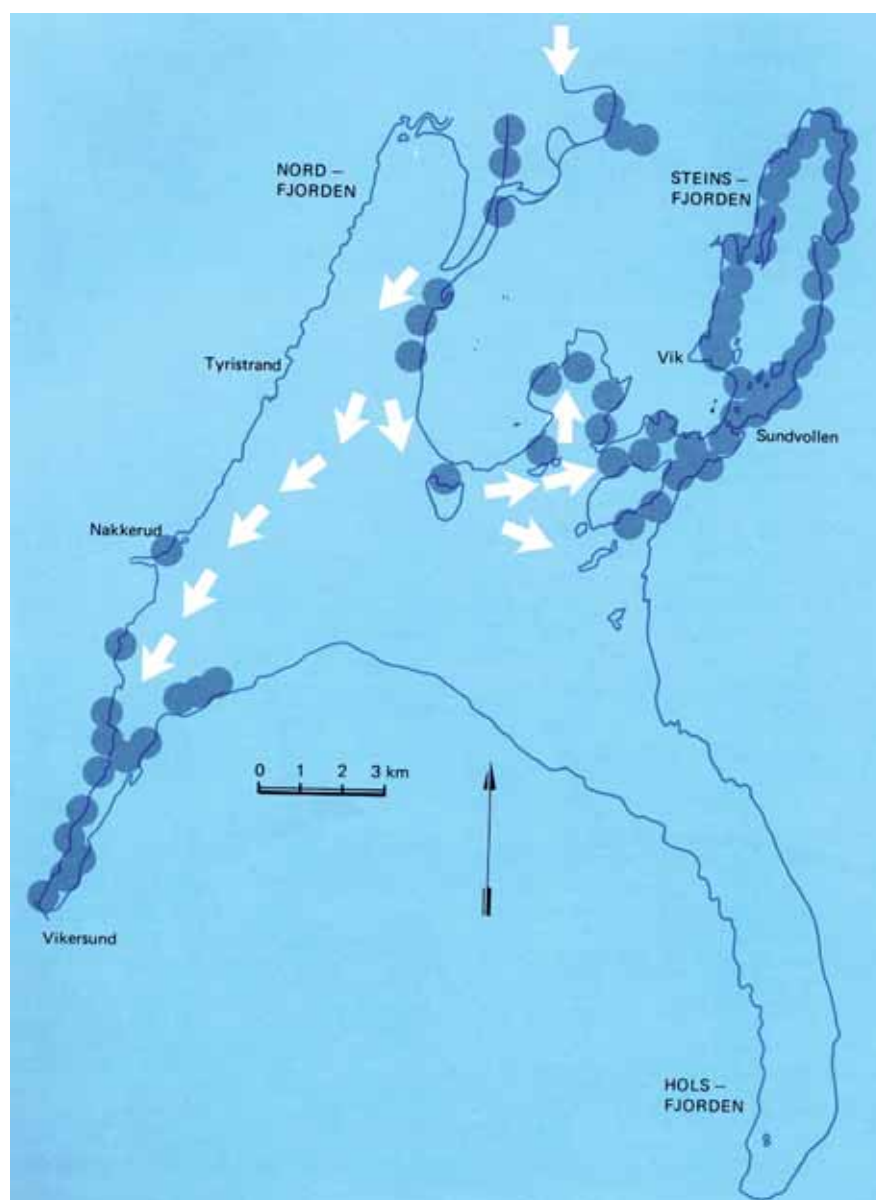 NORD –
FJORDEN
STEINS –
FJORDEN
Tyristrand
Vik
Sundvollen
Nakkerud
0 1 2 3 km
Vikersund
HOLS –
FJORDEN